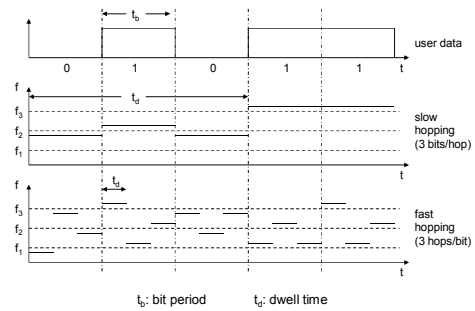 t_b
user data
0 1 0 1 1 t
f
t_d
f_3
slow
hopping
(3 bits/hop)
f_2
f_1
t
f
t_d
f_3
fast
hopping
(3 hops/bit)
f_2
f_1
t
t_b: bit period t_d: dwell time